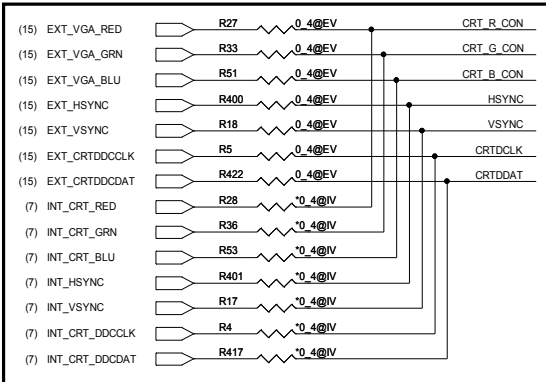 (15) EXT_VGA_RED R27 0_4@EV CRT_R_CON
(15) EXT_VGA_GRN R33 0_4@EV CRT_G_CON
(15) EXT_VGA_BLU R51 0_4@EV CRT_B_CON
(15) EXT_HSYNC R400 0_4@EV HSYNC
(15) EXT_VSYNC R18 0_4@EV VSYNC
(15) EXT_CRTDDCCLK R5 0_4@EV CRTDCLK
(15) EXT_CRTDDCDAT R422 0_4@EV CRTDDAT
(7) INT_CRT_RED R28 *0_4@IV
(7) INT_CRT_GRN R36 *0_4@IV
(7) INT_CRT_BLU R53 *0_4@IV
(7) INT_HSYNC R401 *0_4@IV
(7) INT_VSYNC R17 *0_4@IV
(7) INT_CRT_DDCCLK R4 *0_4@IV
(7) INT_CRT_DDCDAT R417 *0_4@IV